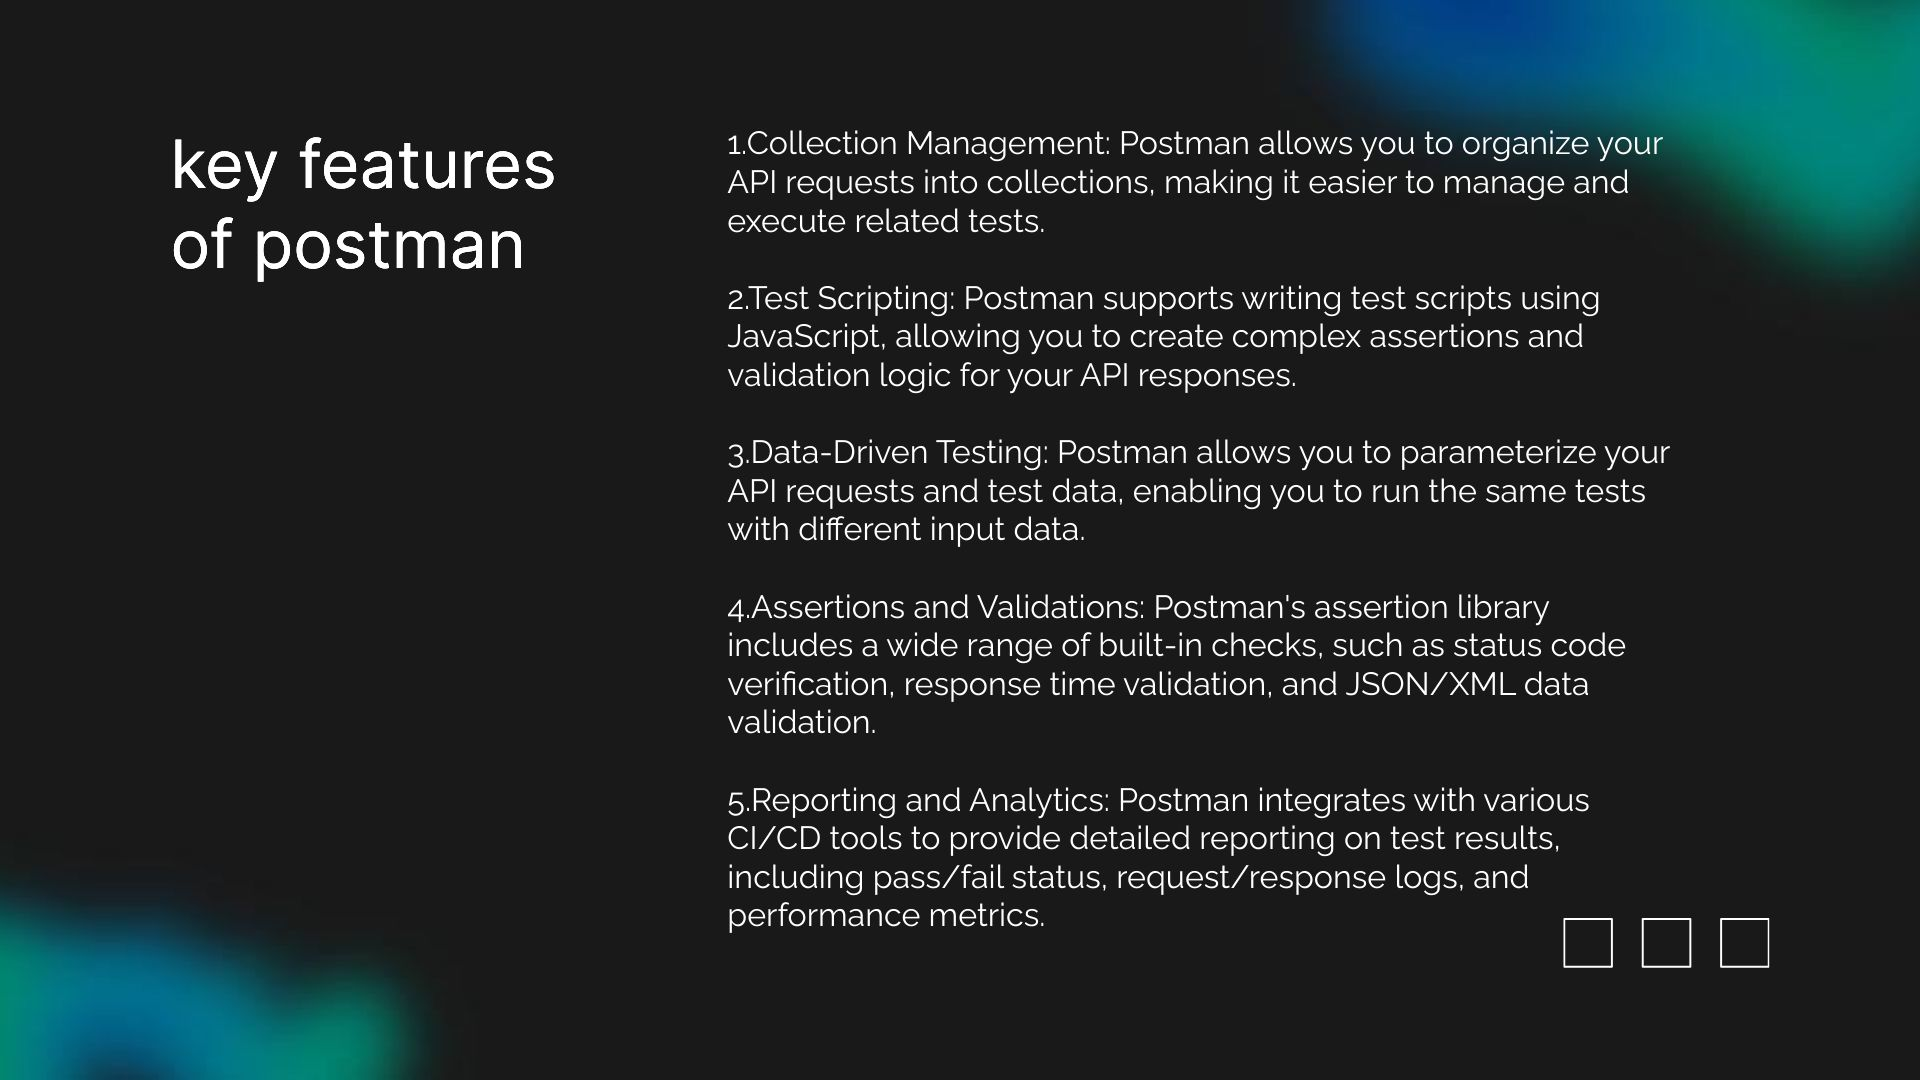 key features
of postman
1.Collection Management: Postman allows you to organize your
API requests into collections, making it easier to manage and
execute related tests.
2.Test Scripting: Postman supports writing test scripts using
JavaScript, allowing you to create complex assertions and
validation logic for your API responses.
3.Data-Driven Testing: Postman allows you to parameterize your
API requests and test data, enabling you to run the same tests
with different input data.
4.Assertions and Validations: Postman's assertion library
includes a wide range of built-in checks, such as status code
verification, response time validation, and JSON/XML data
validation.
5.Reporting and Analytics: Postman integrates with various
CI/CD tools to provide detailed reporting on test results,
including pass/fail status, request/response logs, and
performance metrics.